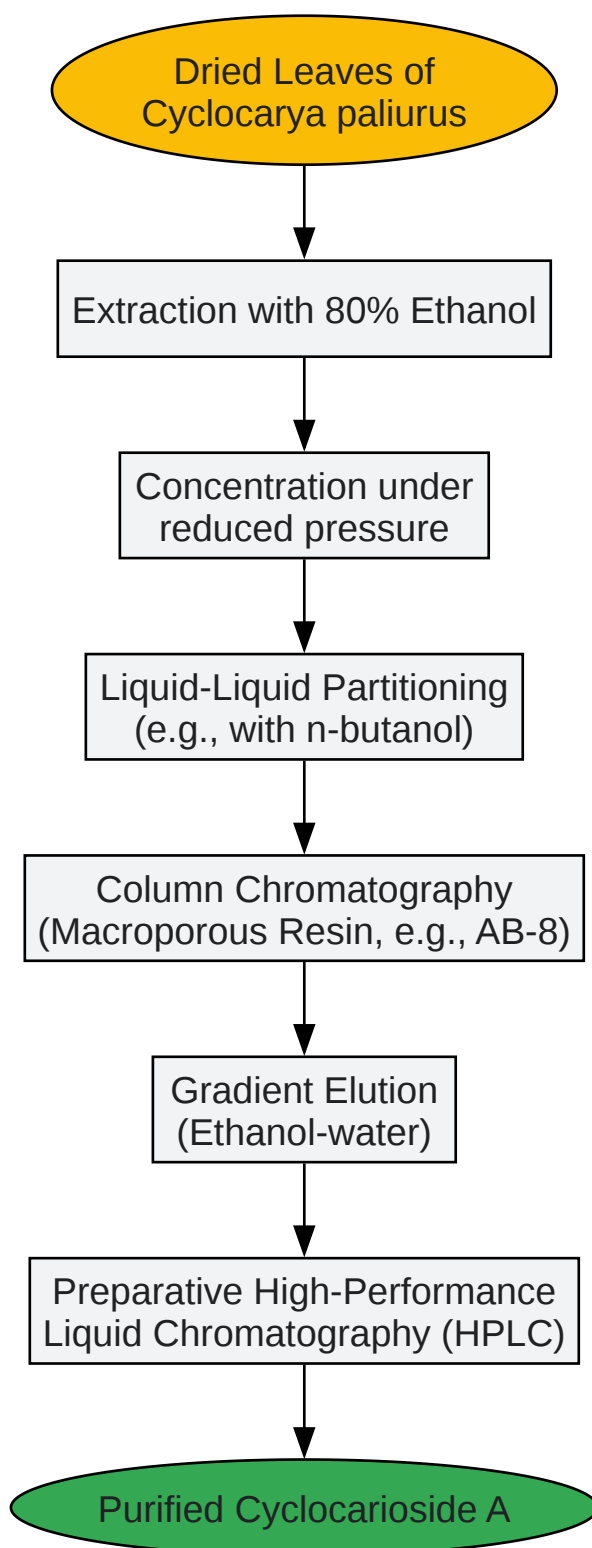 Dried Leaves of
Cyclocarya paliurus
Extraction with 80% Ethanol
Concentration under
reduced pressure
Liquid-Liquid Partitioning
(e.g., with n-butanol)
Column Chromatography
(Macroporous Resin, e.g., AB-8)
Gradient Elution
(Ethanol-water)
Preparative High-Performance
Liquid Chromatography (HPLC)
Purified Cyclocarioside A